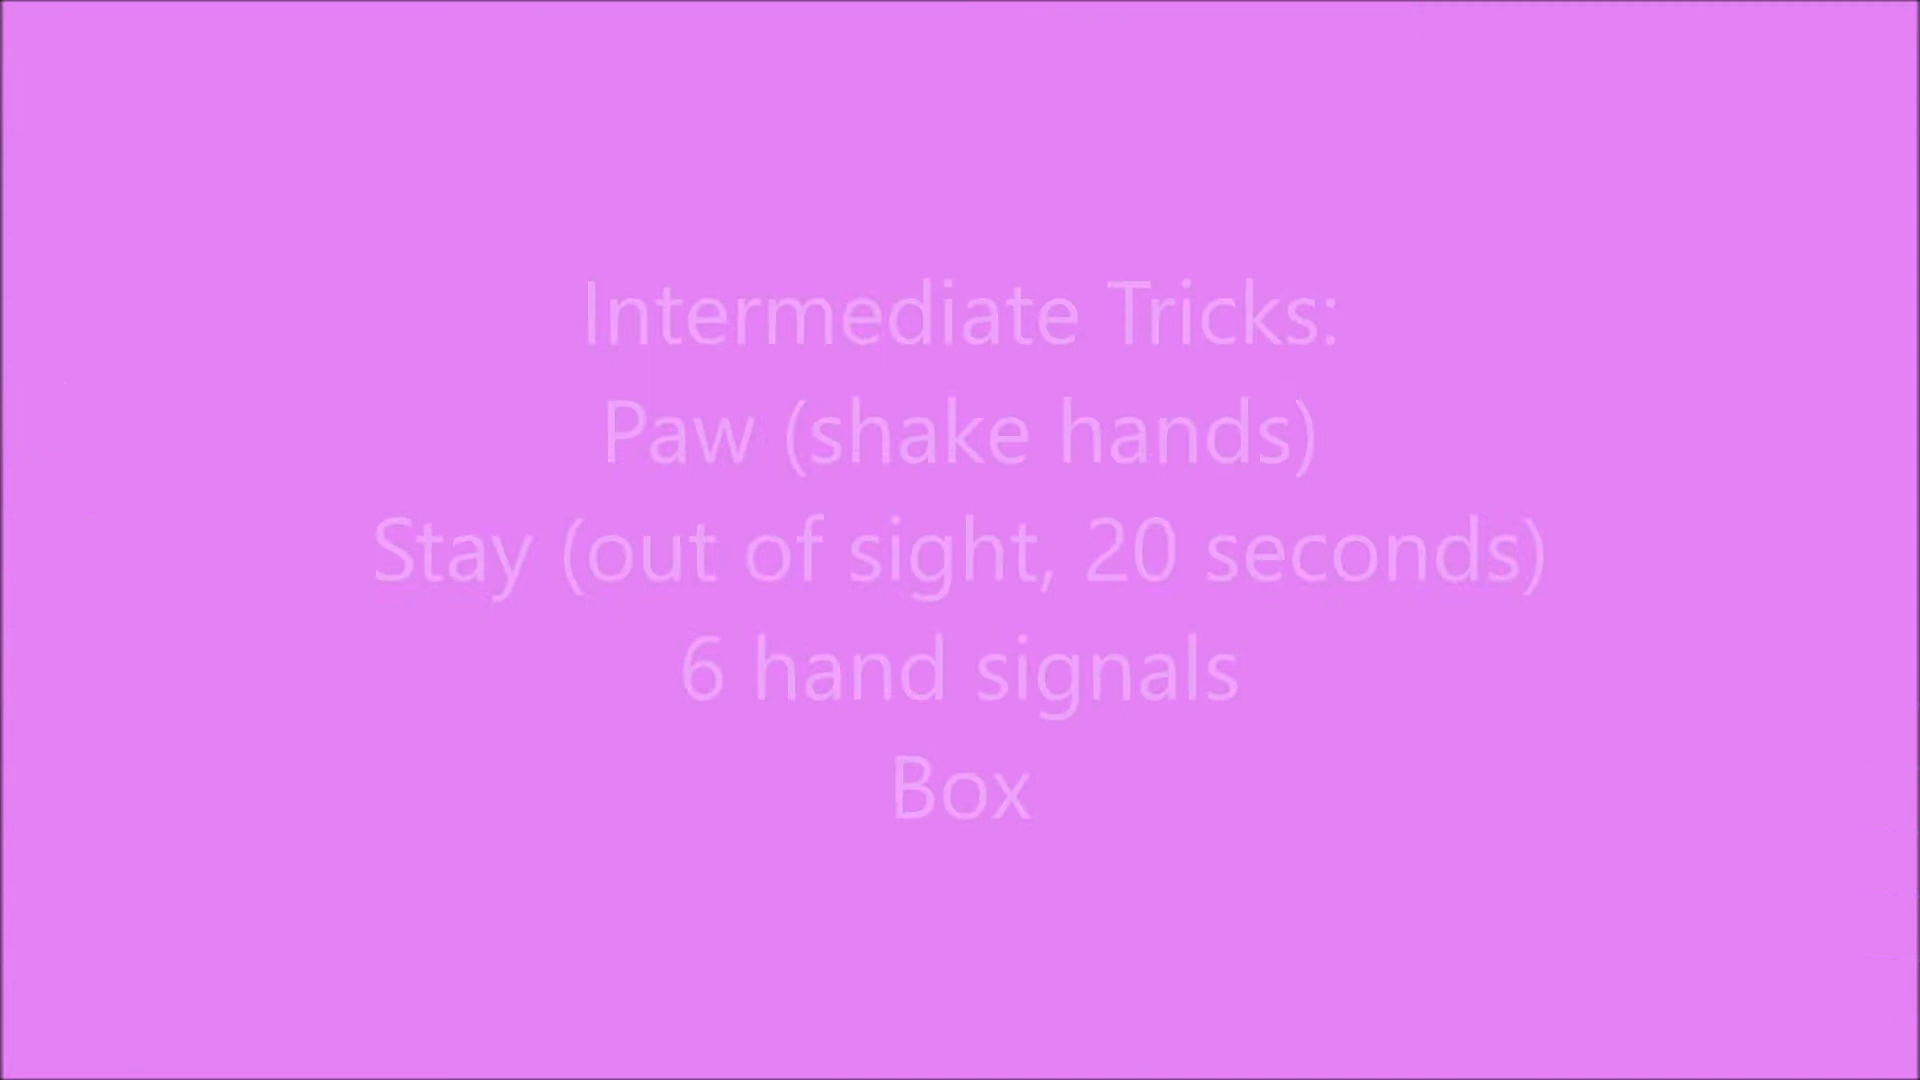 Intermediate Tricks:
Paw (shake hands)
Stay (out of sight, 20 seconds)
6 hand signals
Box